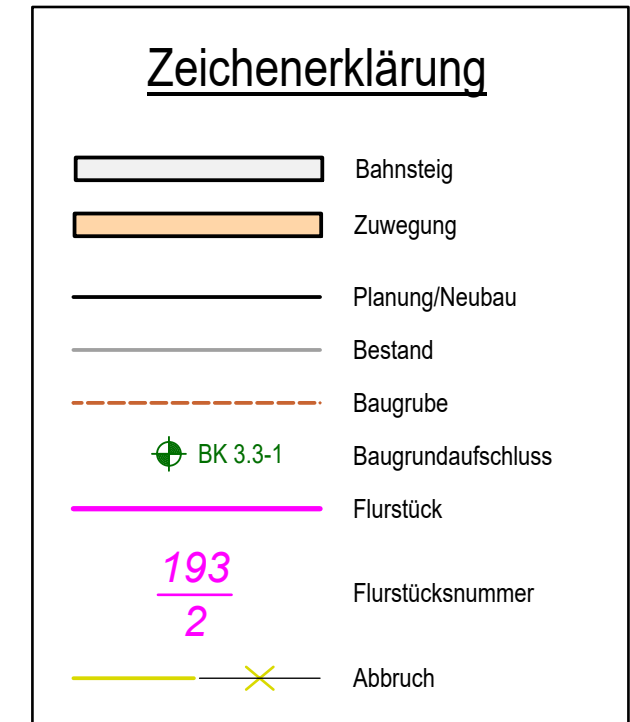 Zeichenerklärung
Bahnsteig
Zuwegung
Planung/Neubau
Bestand
Baugrube
BK 3.3-1 Baugrundaufschluss
Flurstück
193
2
Flurstücksnummer
Abbruch